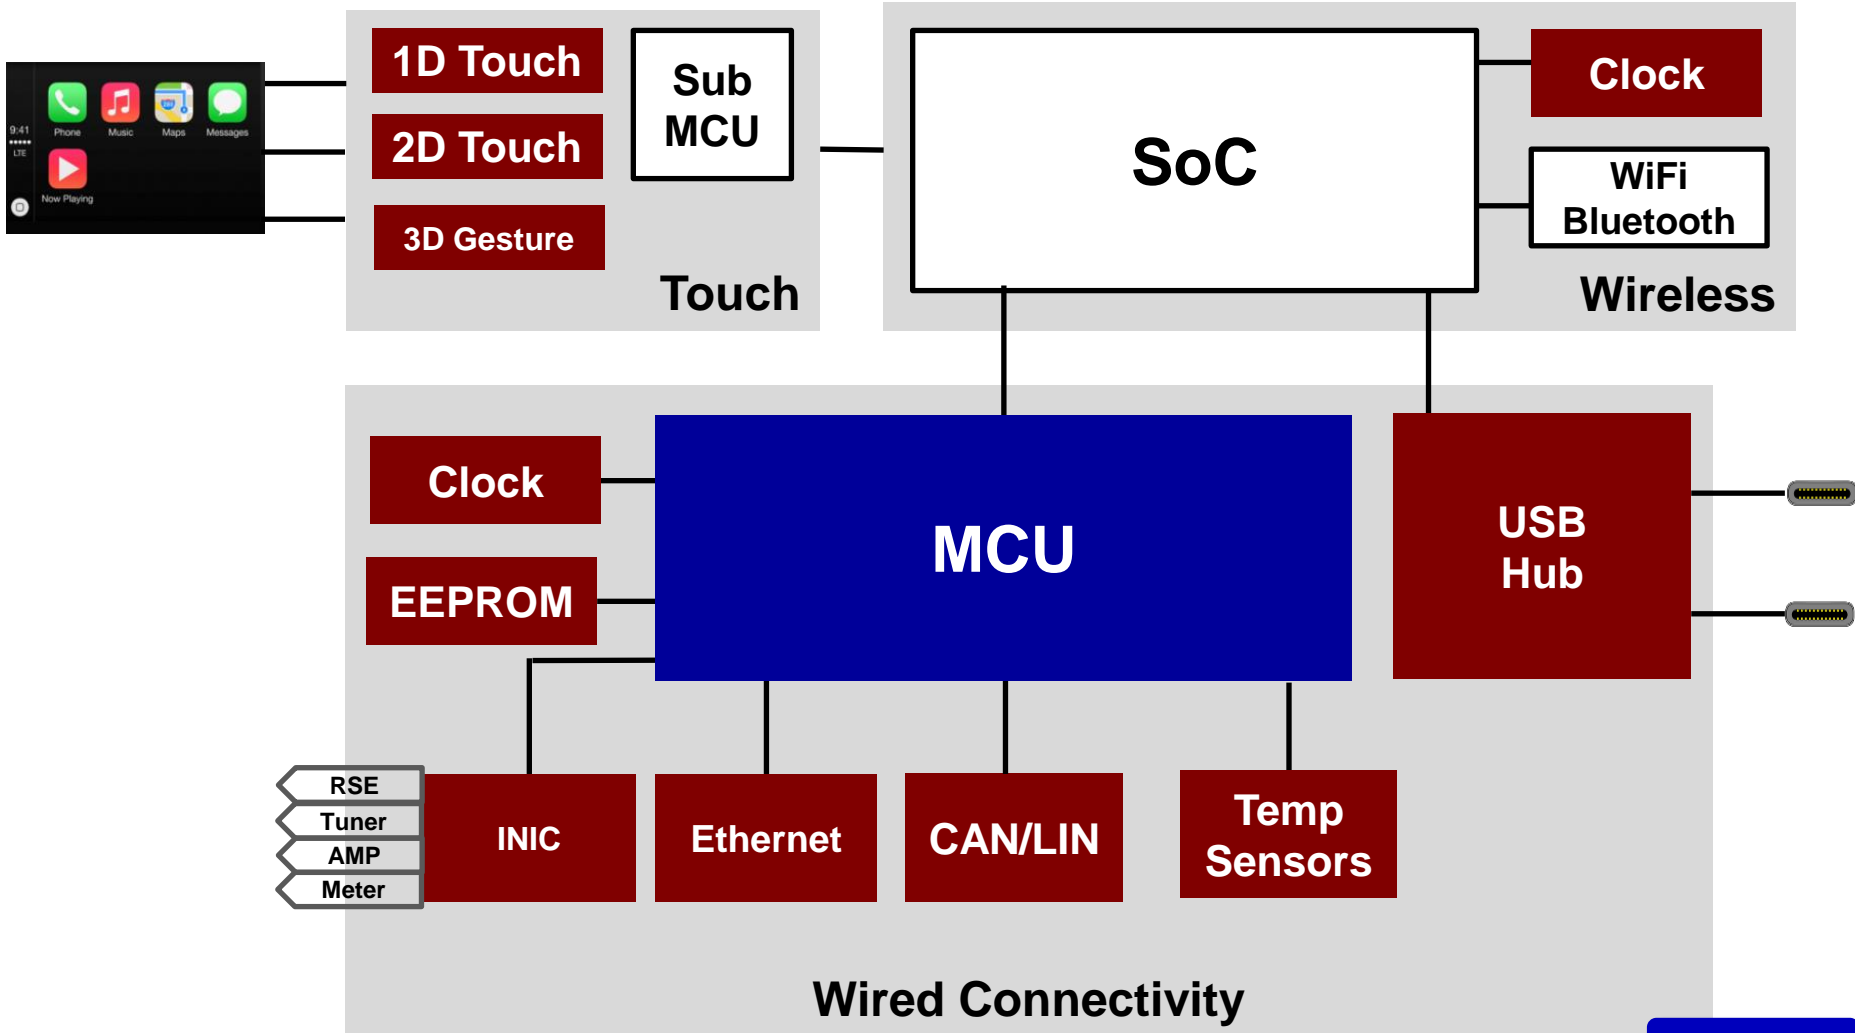 1D Touch
2D Touch
3D Gesture
Sub
MCU
Touch
9:41
LTE
Phone
Music
Maps
Messages
Now Playing
SoC
Clock
WiFi
Bluetooth
Wireless
Clock
EEPROM
MCU
USB
Hub
RSE
Tuner
AMP
Meter
INIC
Ethernet
CAN/LIN
Temp
Sensors
Wired Connectivity